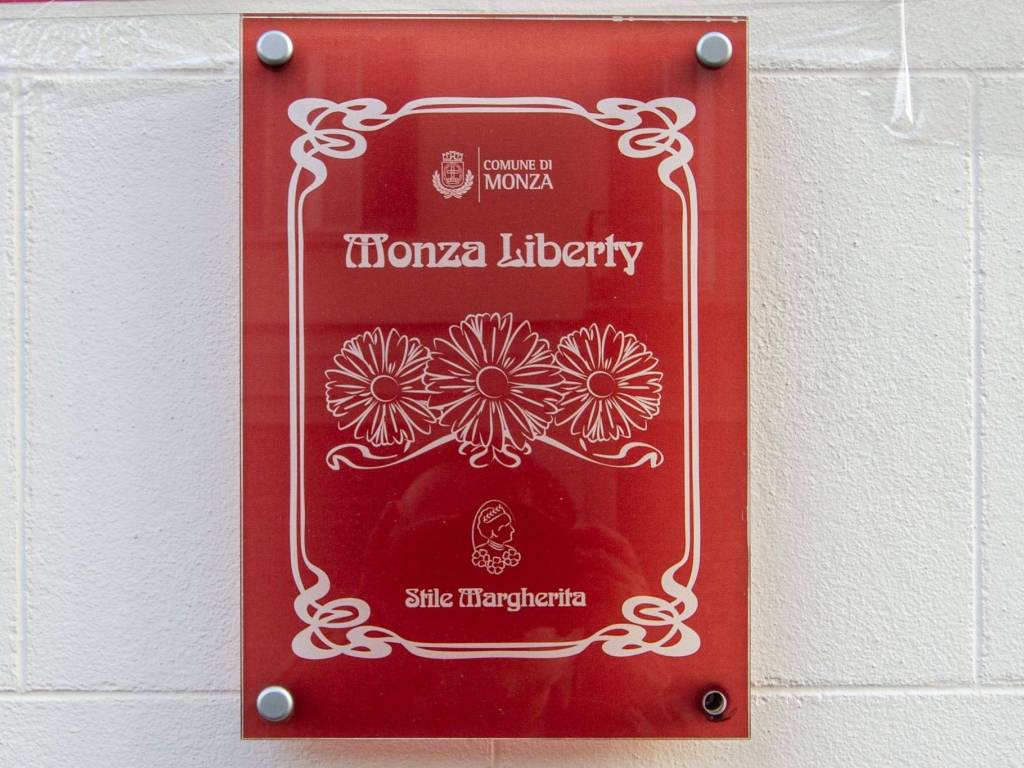 COMUNE DI
MONZA
Monza Liberty
Stile Margherita